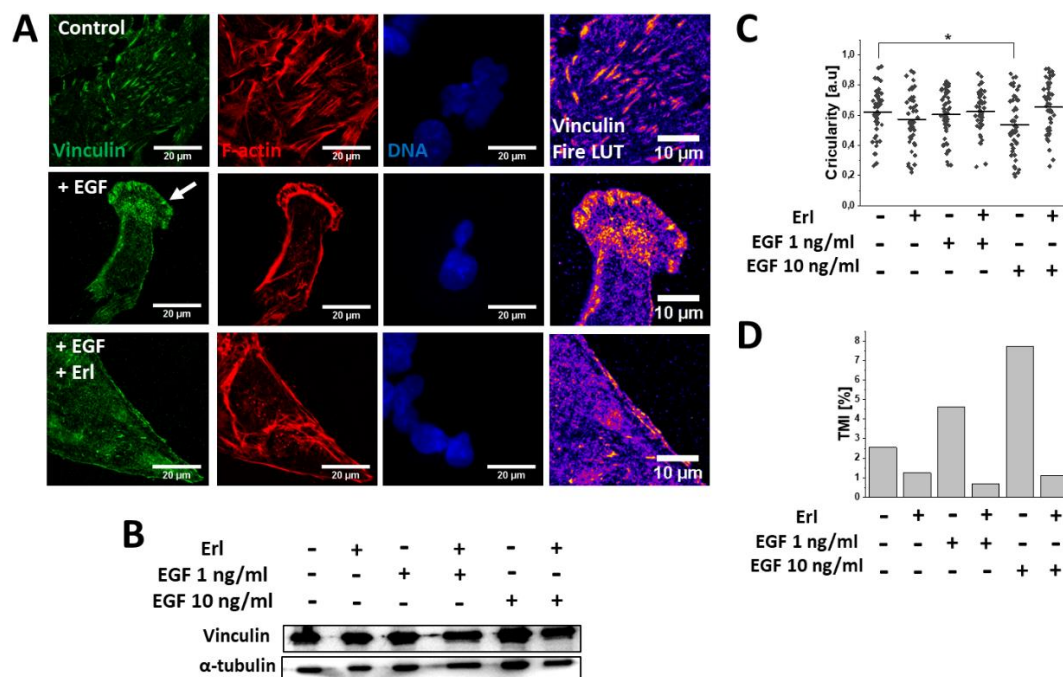 A
Control
Vinculin
20 µm
F-actin
20 µm
DNA
20 µm
Vinculin
Fire LUT
10 µm
+ EGF
20 µm
20 µm
20 µm
10 µm
+ EGF
+ Erl
20 µm
20 µm
20 µm
10 µm
B
Erl - + - + - +
EGF 1 ng/ml - - + + - -
EGF 10 ng/ml - - - - + +
Vinculin
α-tubulin
C
*
Cricularity [a.u]
1,0
0,8
0,6
0,4
0,2
0,0
Erl - + - + - +
EGF 1 ng/ml - - + + - -
EGF 10 ng/ml - - - - + +
D
TMI [%]
8
7
6
5
4
3
2
1
0
Erl - + - + - +
EGF 1 ng/ml - - + + - -
EGF 10 ng/ml - - - - + +